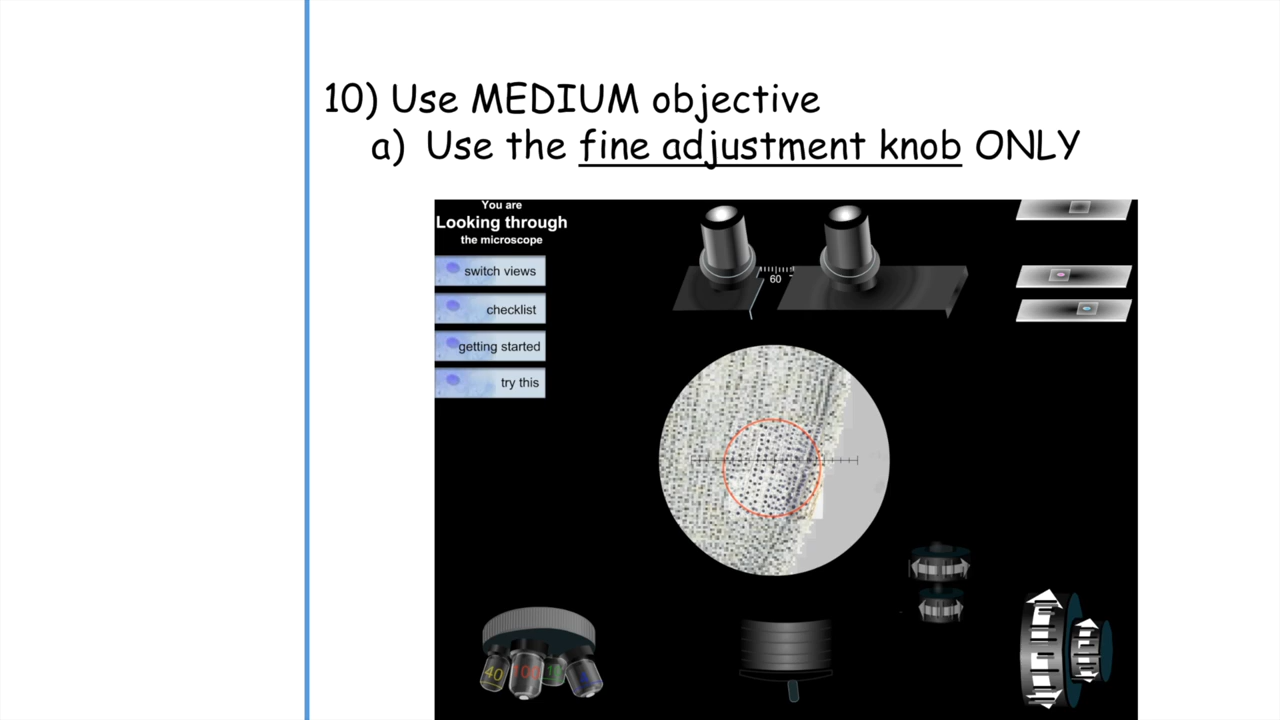 10) Use MEDIUM objective
a) Use the fine adjustment knob ONLY
You are
Looking through
the microscope
switch views
checklist
getting started
try this
60
40
100